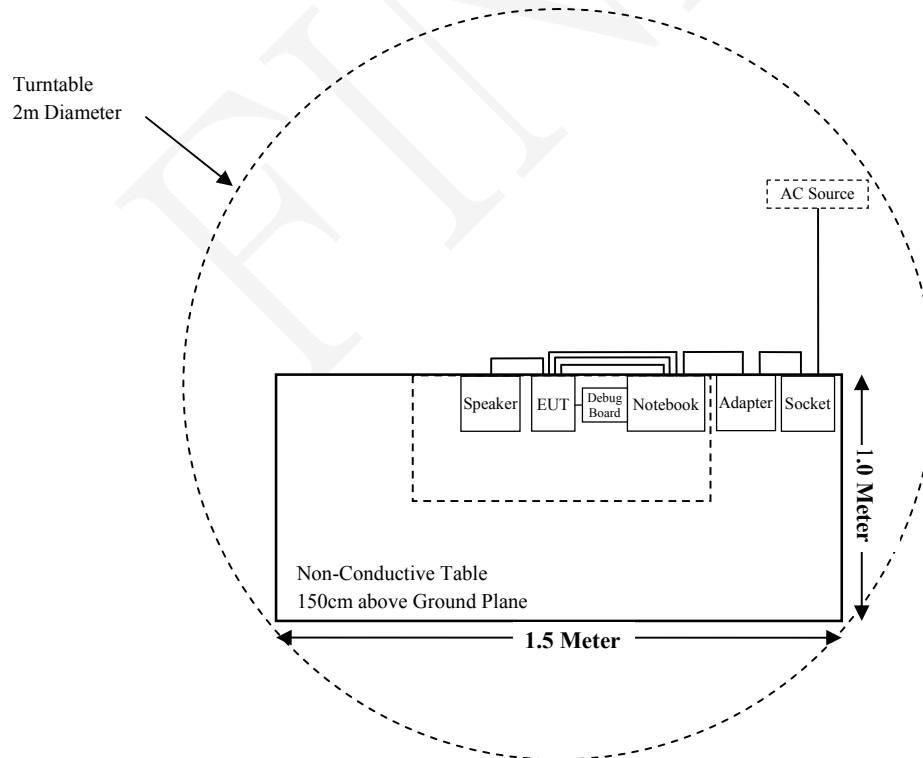 Turntable
2m Diameter
AC Source
Speaker
EUT
Debug
Board
Notebook
Adapter
Socket
1.0 Meter
Non-Conductive Table
150cm above Ground Plane
1.5 Meter